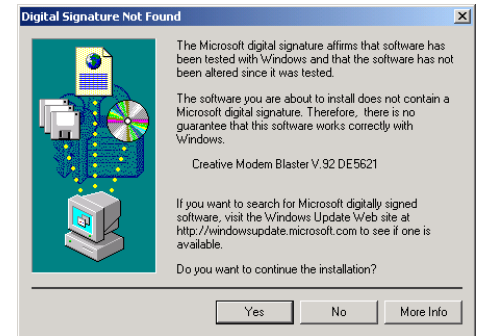 Digital Signature Not Found
The Microsoft digital signature affirms that software has
been tested with Windows and that the software has not
been altered since it was tested.
The software you are about to install does not contain a
Microsoft digital signature. Therefore, there is no
guarantee that this software works correctly with
Windows.
Creative Modem Blaster V.92 DE5621
If you want to search for Microsoft digitally signed
software, visit the Windows Update Web site at
http://windowsupdate.microsoft.com to see if one is
available.
Do you want to continue the installation?
Yes
No
More Info